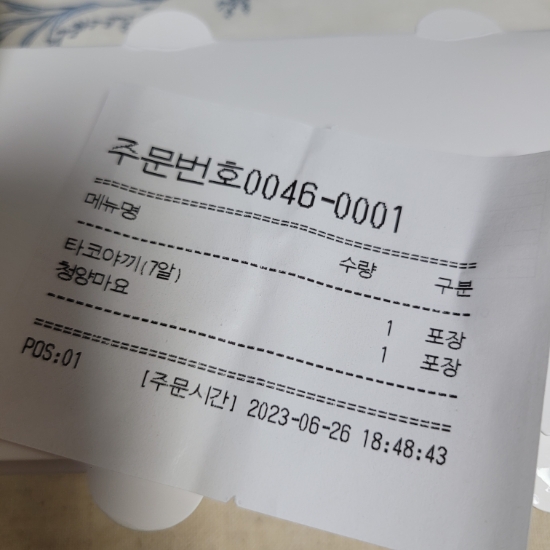 주문번호0046-0001
================================
메뉴명 수량 구분
--------------------------------
타코야끼(7알) 1 포장
청양마요 1 포장
--------------------------------
================================
POS:01 [주문시간] 2023-06-26 18:48:43